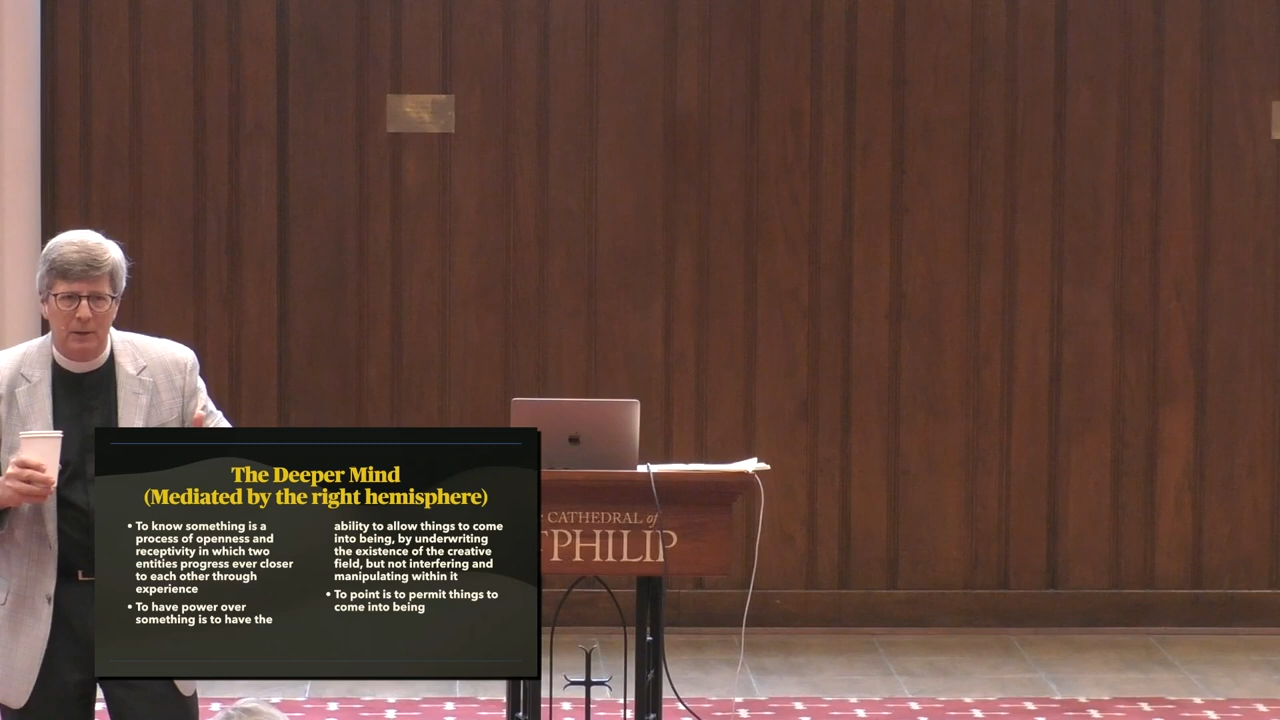 The Deeper Mind
(Mediated by the right hemisphere)
• To know something is a
process of openness and
receptivity in which two
entities progress ever closer
to each other through
experience
• To have power over
something is to have the
ability to allow things to come
into being, by underwriting
the existence of the creative
field, but not interfering and
manipulating within it
• To point is to permit things to
come into being
CATHEDRAL of
PHILIP